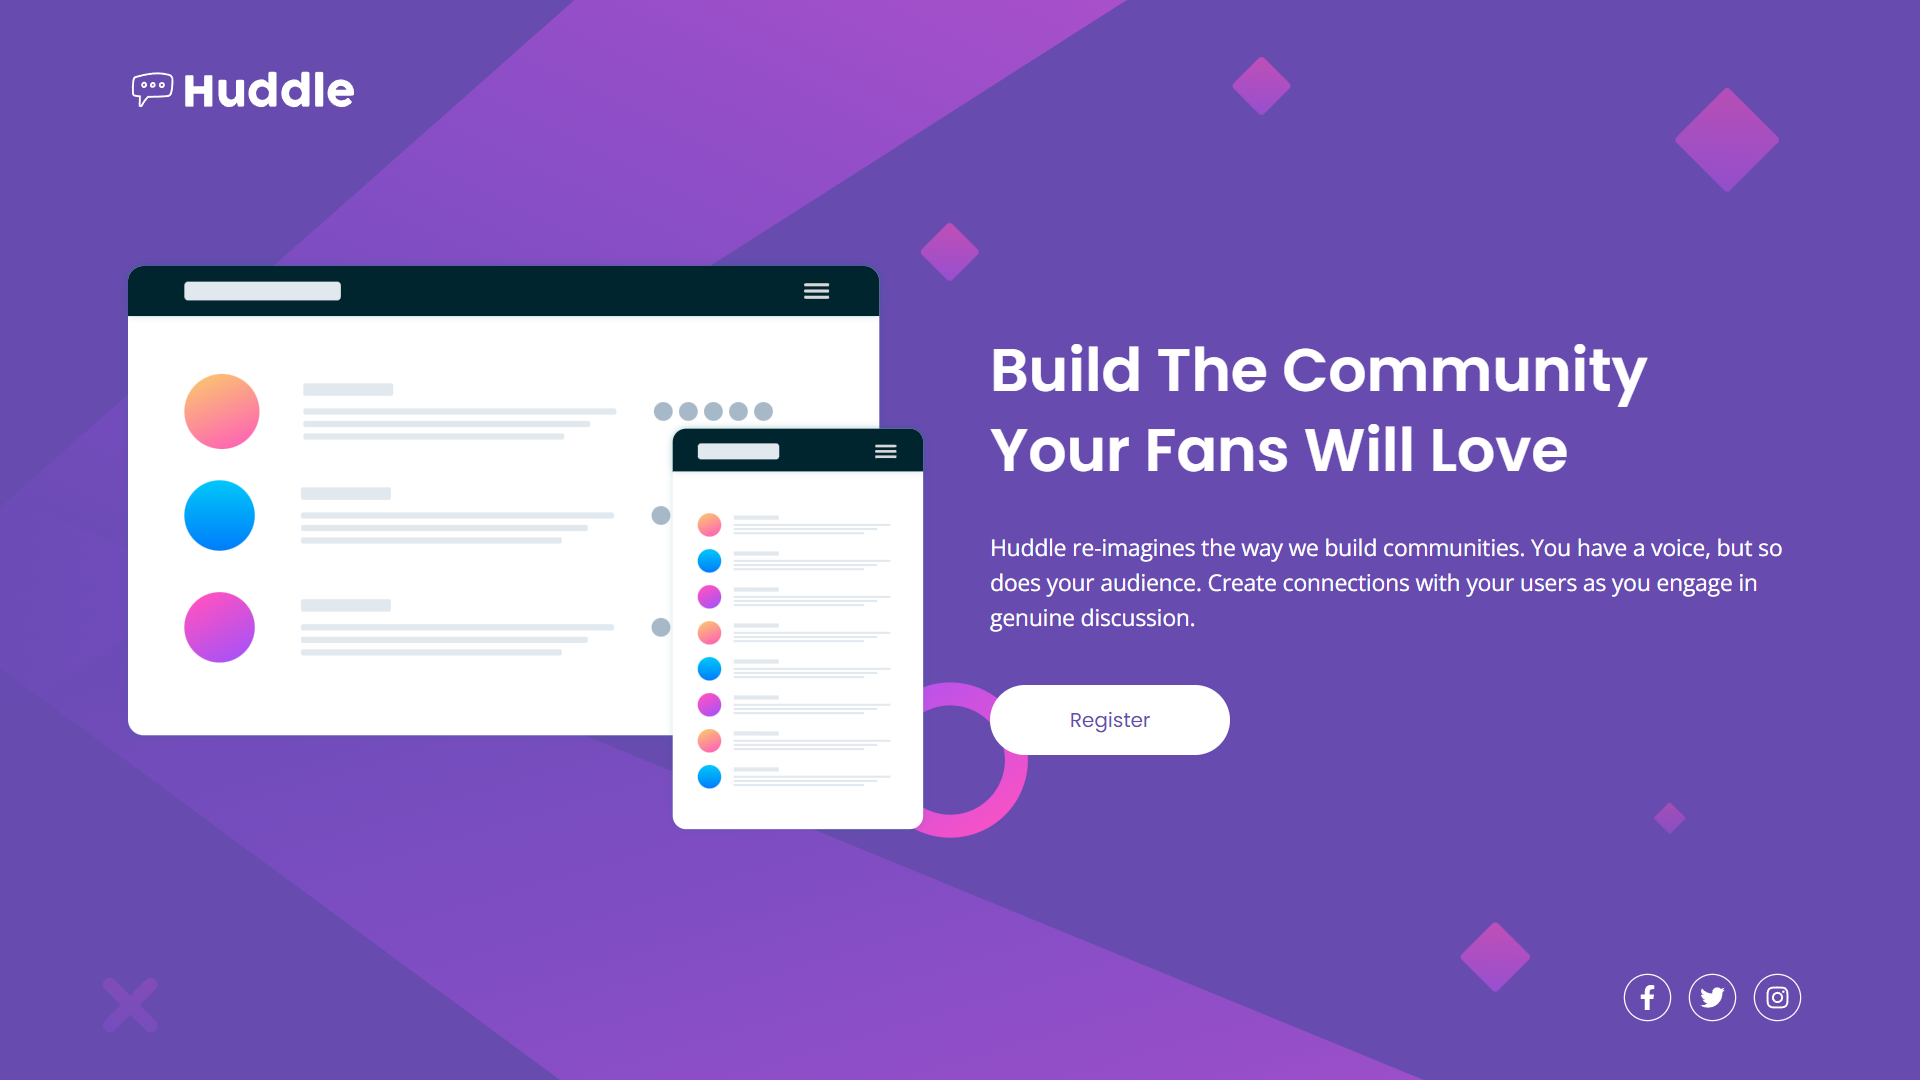 Huddle
Build The Community
Your Fans Will Love
Huddle re-imagines the way we build communities. You have a voice, but so
does your audience. Create connections with your users as you engage in
genuine discussion.
Register